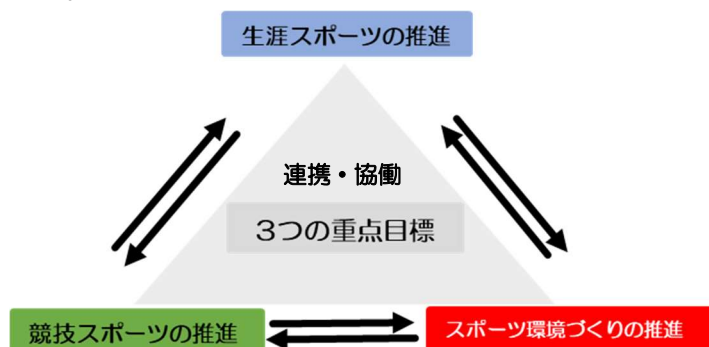 生涯スポーツの推進
連携・協働
3つの重点目標
競技スポーツの推進
スポーツ環境づくりの推進